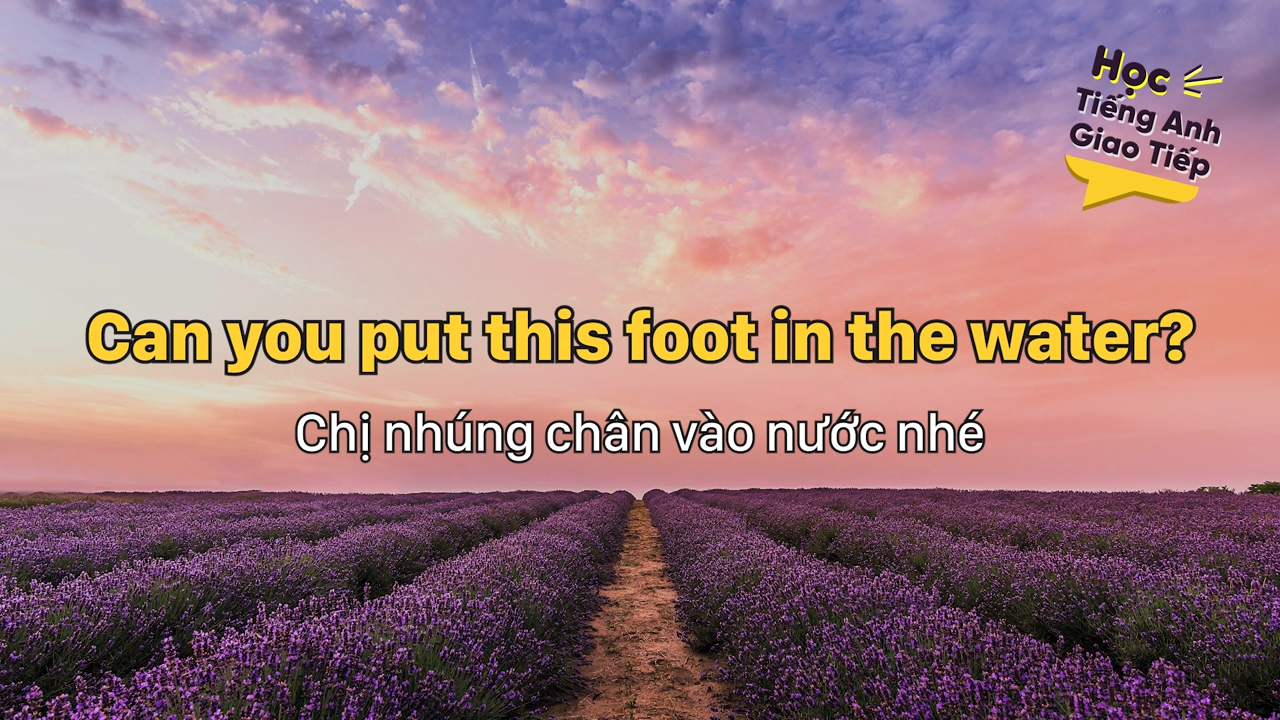 Học
Tiếng Anh
Giao Tiếp
Can you put this foot in the water?
Chị nhúng chân vào nước nhé